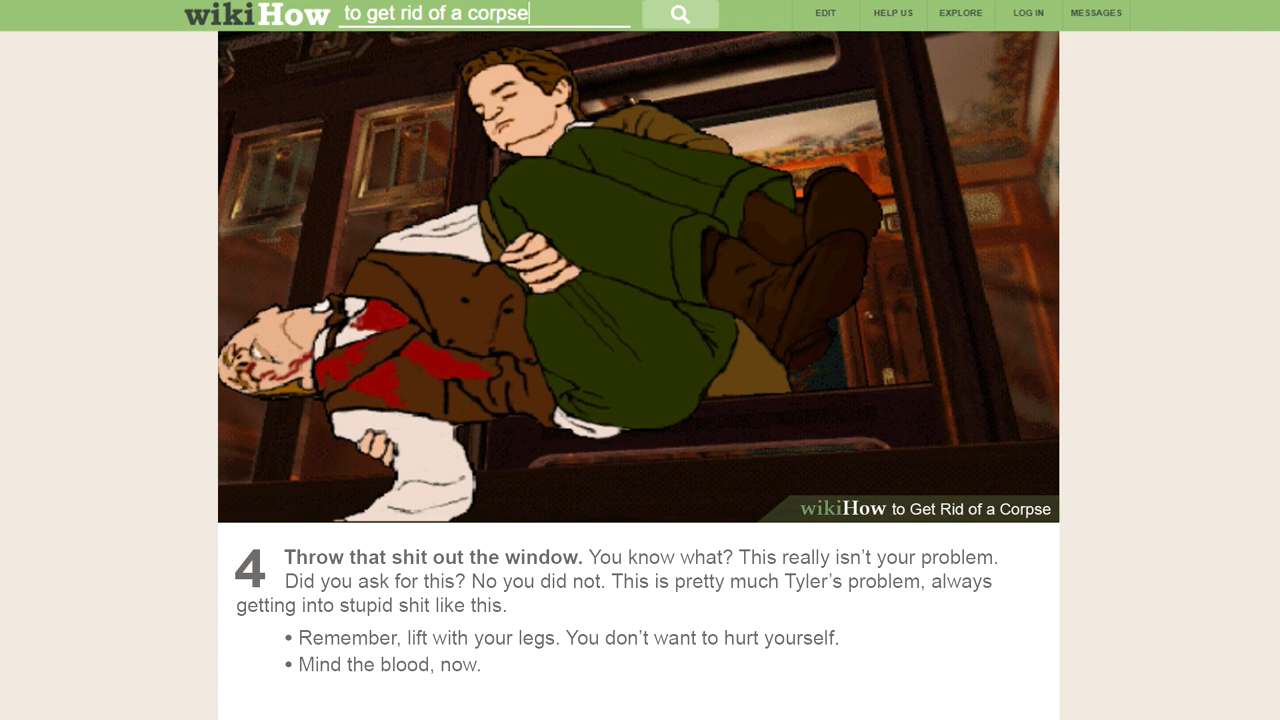 wikiHow to get rid of a corpse
EDIT HELP US EXPLORE LOG IN MESSAGES
wikiHow to Get Rid of a Corpse
4 Throw that shit out the window. You know what? This really isn’t your problem.
Did you ask for this? No you did not. This is pretty much Tyler’s problem, always
getting into stupid shit like this.
• Remember, lift with your legs. You don’t want to hurt yourself.
• Mind the blood, now.